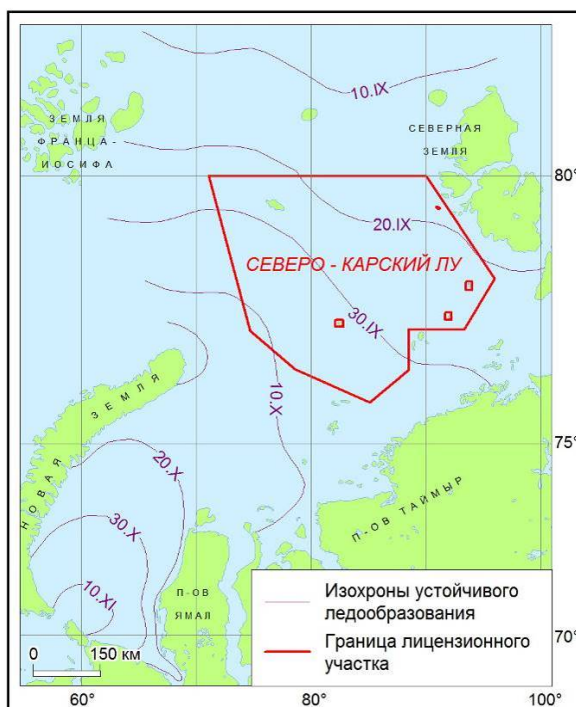 10.IX
ЗЕМЛЯ
ФРАНЦА-
ИОСИФА
СЕВЕРНАЯ
ЗЕМЛЯ
80°
20.IX
СЕВЕРО - КАРСКИЙ ЛУ
30.IX
10.X
НОВАЯ ЗЕМЛЯ
75°
20.X
П-ОВ ТАЙМЫР
30.X
10.XI
П-ОВ
ЯМАЛ
Изохроны устойчивого
ледообразования
Граница лицензионного
участка
70°
0 150 км
60° 80° 100°